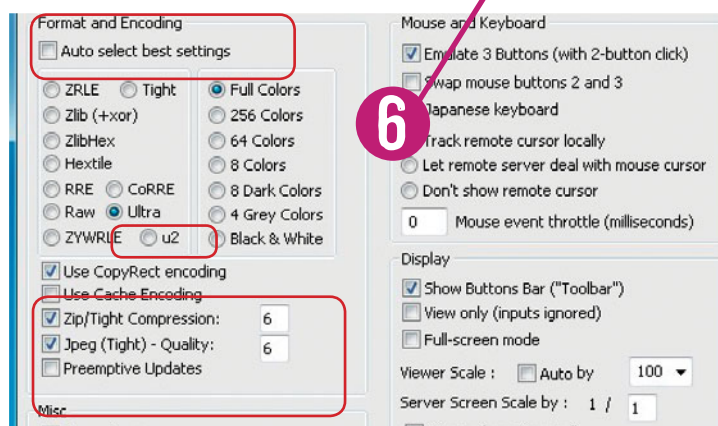 Format and Encoding
Auto select best settings
ZRLE Tight
Zlib (+xor)
ZlibHex
Hextile
RRE CoRRE
Raw Ultra
ZYWRLE u2
Full Colors
256 Colors
64 Colors
8 Colors
8 Dark Colors
4 Grey Colors
Black & White
Use CopyRect encoding
Use Cache Encoding
Zip/Tight Compression: 6
Jpeg (Tight) - Quality: 6
Preemptive Updates
Misc
Mouse and Keyboard
Emulate 3 Buttons (with 2-button click)
Swap mouse buttons 2 and 3
Japanese keyboard
6
Track remote cursor locally
Let remote server deal with mouse cursor
Don't show remote cursor
0 Mouse event throttle (milliseconds)
Display
Show Buttons Bar ("Toolbar")
View only (inputs ignored)
Full-screen mode
Viewer Scale : Auto by 100
Server Screen Scale by : 1 / 1